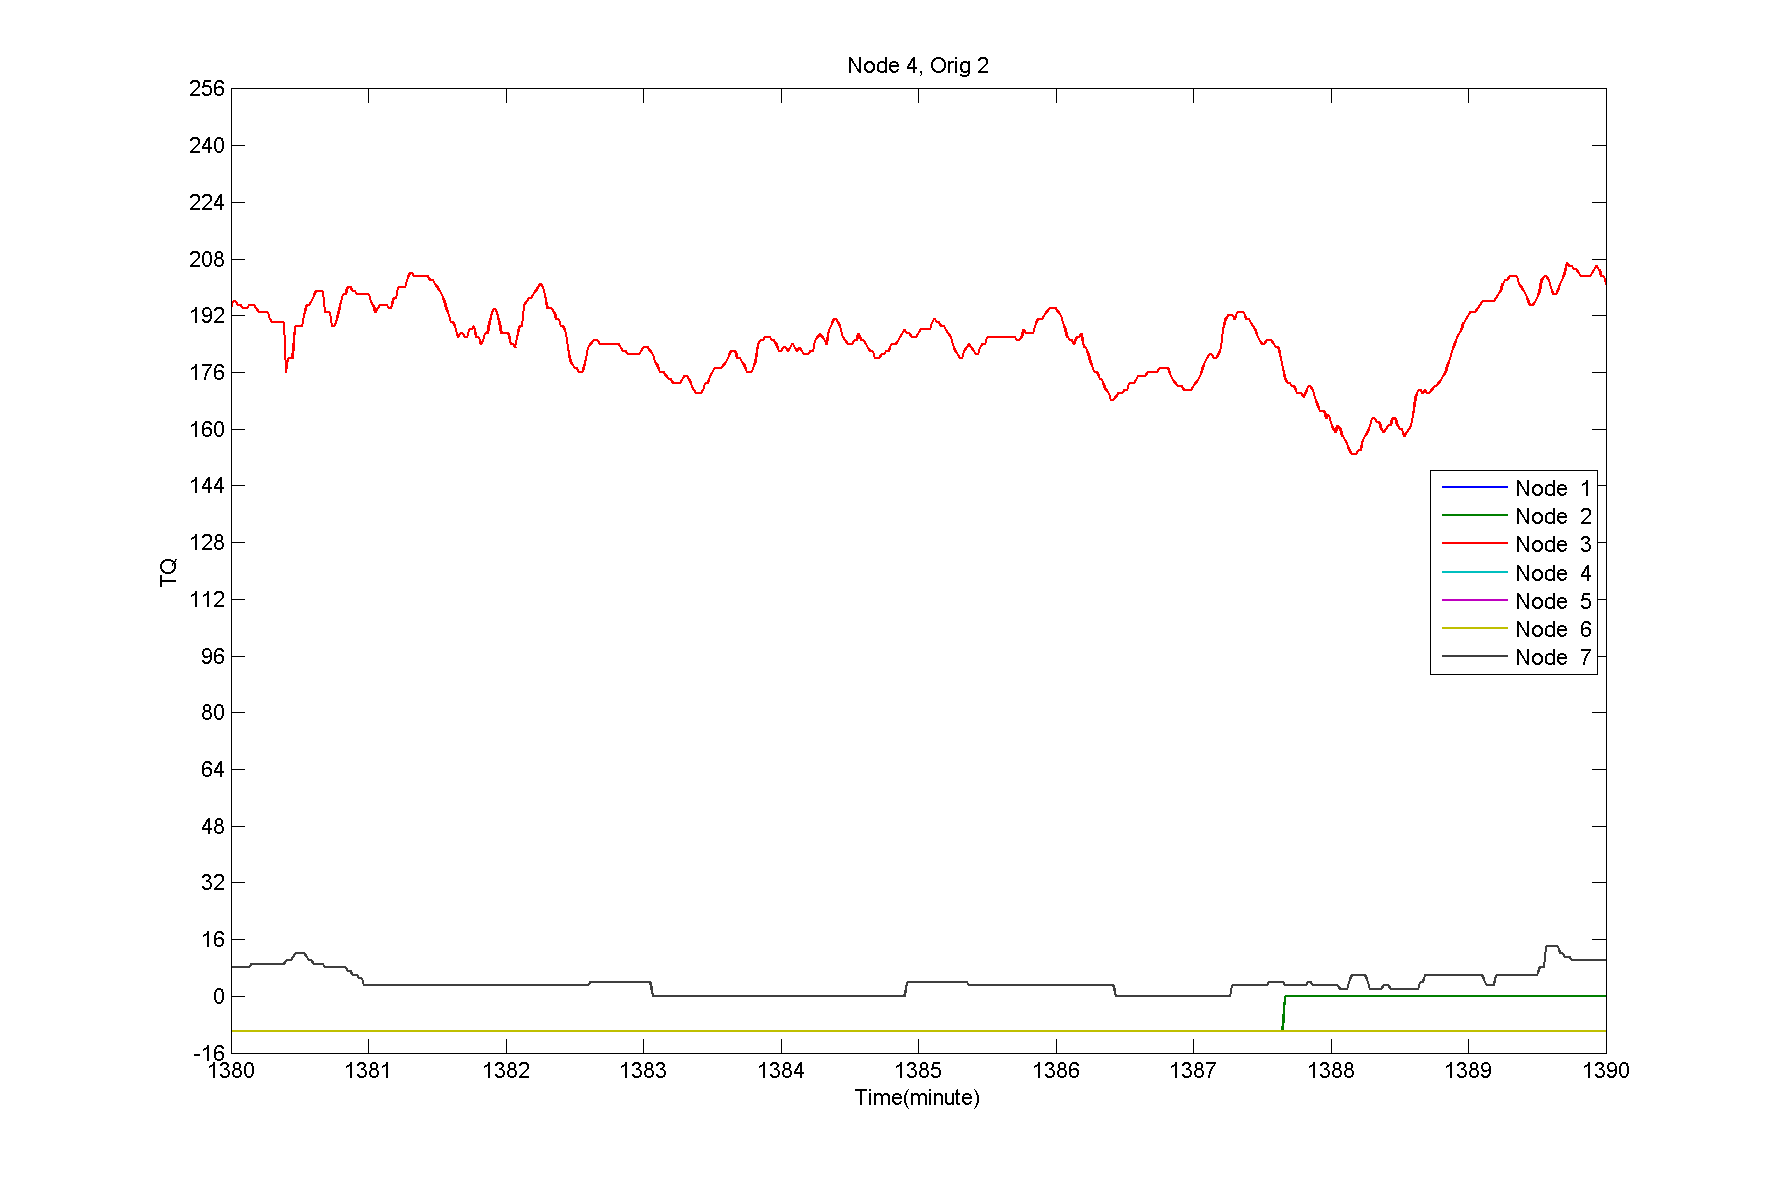 Node 4, Orig 2
256
240
224
208
192
176
160
144
128
112
96
80
64
48
32
16
0
-16
TQ
Node 1
Node 2
Node 3
Node 4
Node 5
Node 6
Node 7
1380 1381 1382 1383 1384 1385 1386 1387 1388 1389 1390
Time(minute)